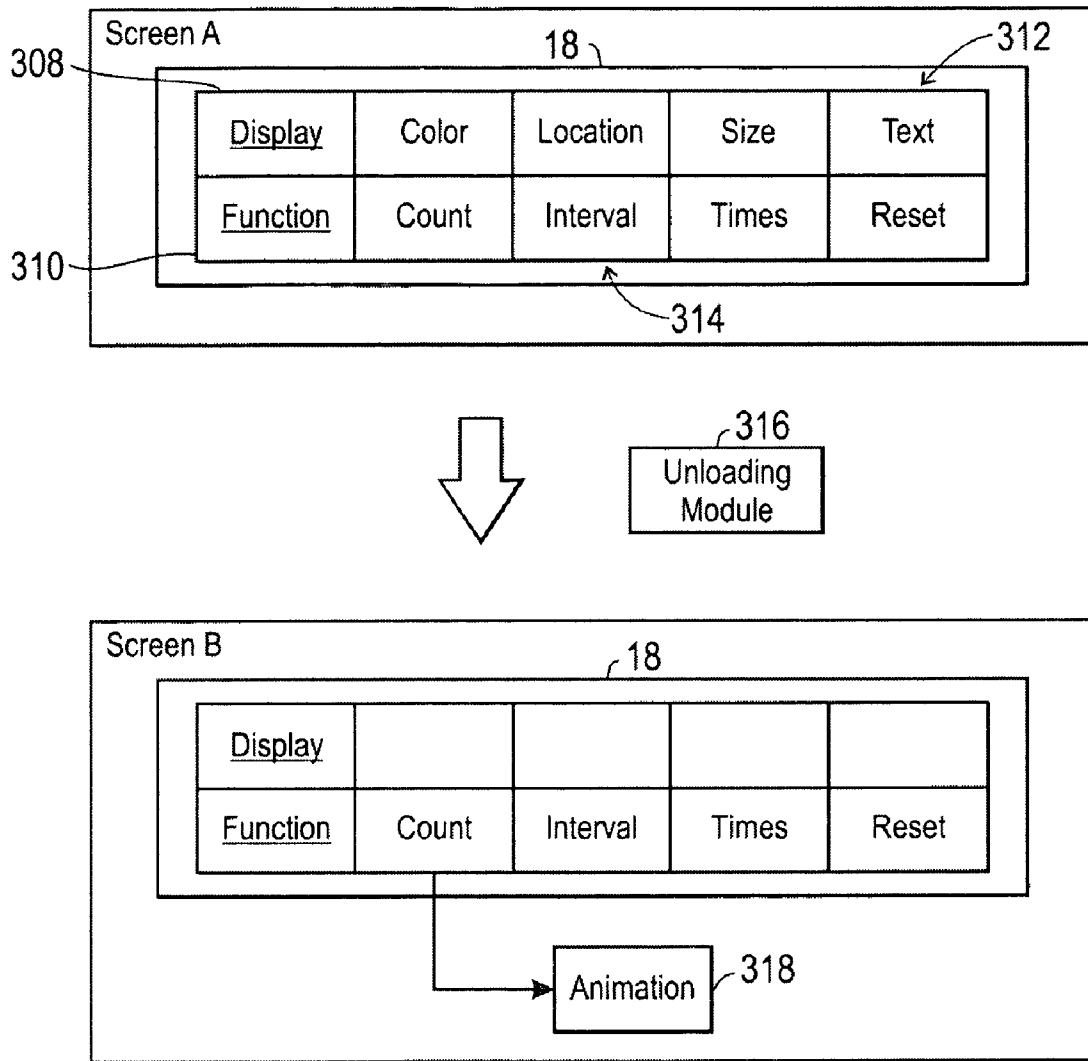 Screen A
18
312
308
Display Color Location Size Text
Function Count Interval Times Reset
310
314
316
Unloading
Module
Screen B
18
Display
Function Count Interval Times Reset
Animation
318